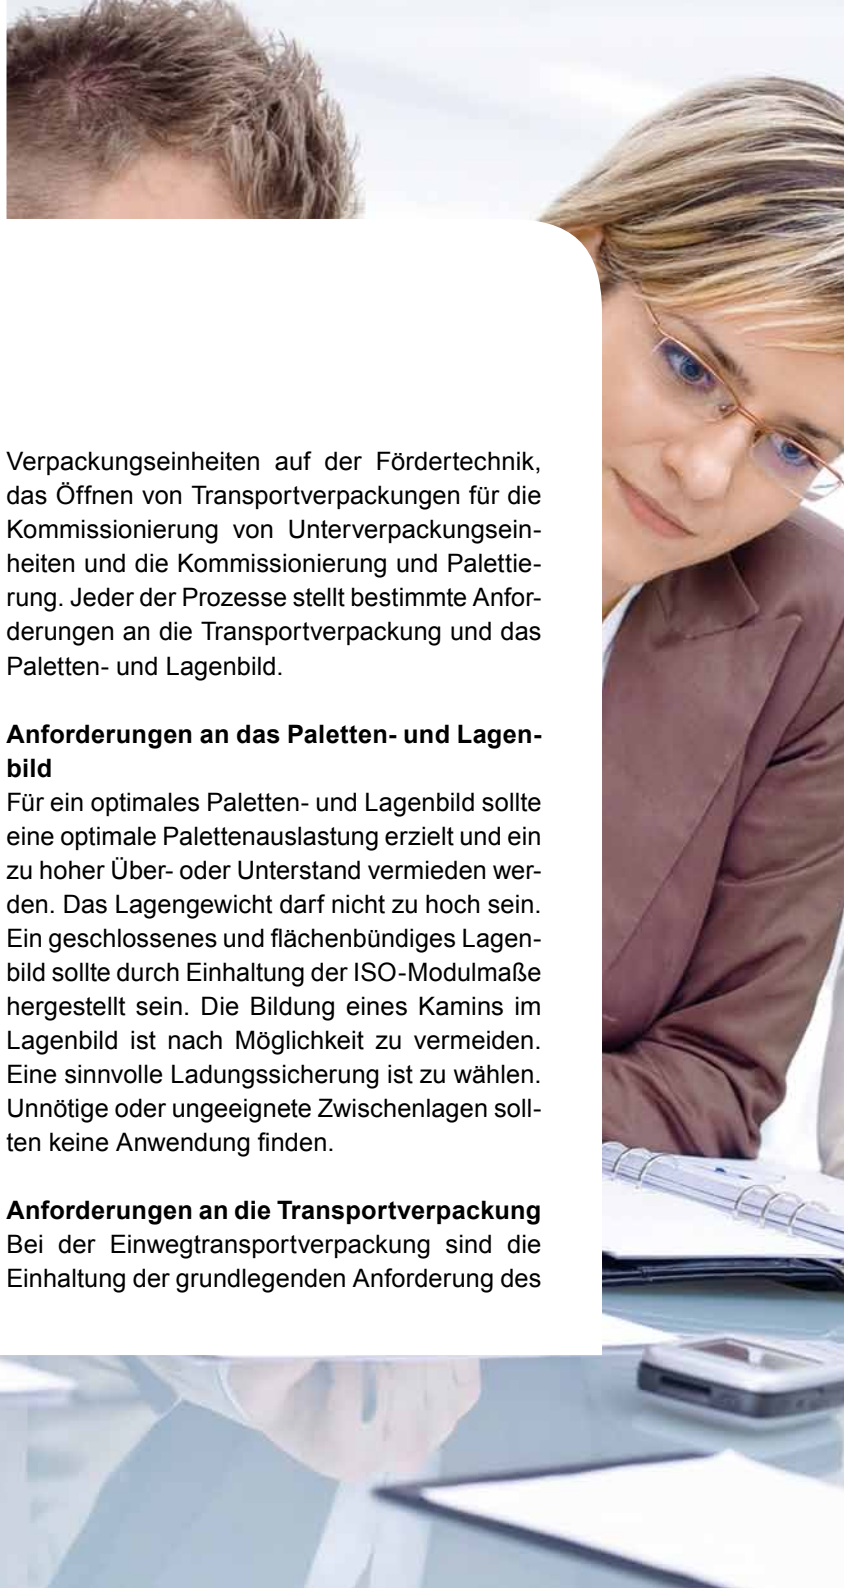 Verpackungseinheiten auf der Fördertechnik,
das Öffnen von Transportverpackungen für die
Kommissionierung von Unterverpackungsein-
heiten und die Kommissionierung und Palettie-
rung. Jeder der Prozesse stellt bestimmte Anfor-
derungen an die Transportverpackung und das
Paletten- und Lagenbild.
Anforderungen an das Paletten- und Lagen-
bild
Für ein optimales Paletten- und Lagenbild sollte
eine optimale Palettenauslastung erzielt und ein
zu hoher Über- oder Unterstand vermieden wer-
den. Das Lagengewicht darf nicht zu hoch sein.
Ein geschlossenes und flächenbündiges Lagen-
bild sollte durch Einhaltung der ISO-Modulmaße
hergestellt sein. Die Bildung eines Kamins im
Lagenbild ist nach Möglichkeit zu vermeiden.
Eine sinnvolle Ladungssicherung ist zu wählen.
Unnötige oder ungeeignete Zwischenlagen soll-
ten keine Anwendung finden.
Anforderungen an die Transportverpackung
Bei der Einwegtransportverpackung sind die
Einhaltung der grundlegenden Anforderung des